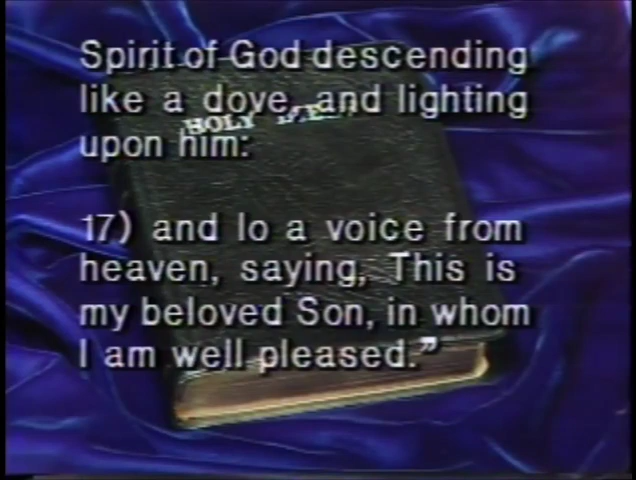 Spirit of God descending
like a dove, and lighting
HOLY
upon him:
17) and lo a voice from
heaven, saying, This is
my beloved Son, in whom
I am well pleased."